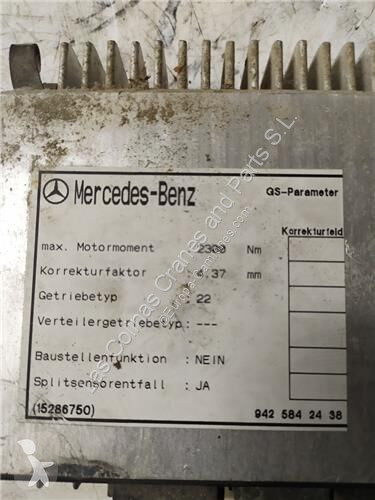 Mercedes-Benz
GS-Parameter
Korrekturfeld
max. Motormoment : 2300 Nm
Korrekturfaktor : 4.37 mm
Getriebetyp : 22
Verteilergetriebetyp: ---
Baustellenfunktion : NEIN
Splitsensorentfall : JA
(15286750)
942 584 24 38